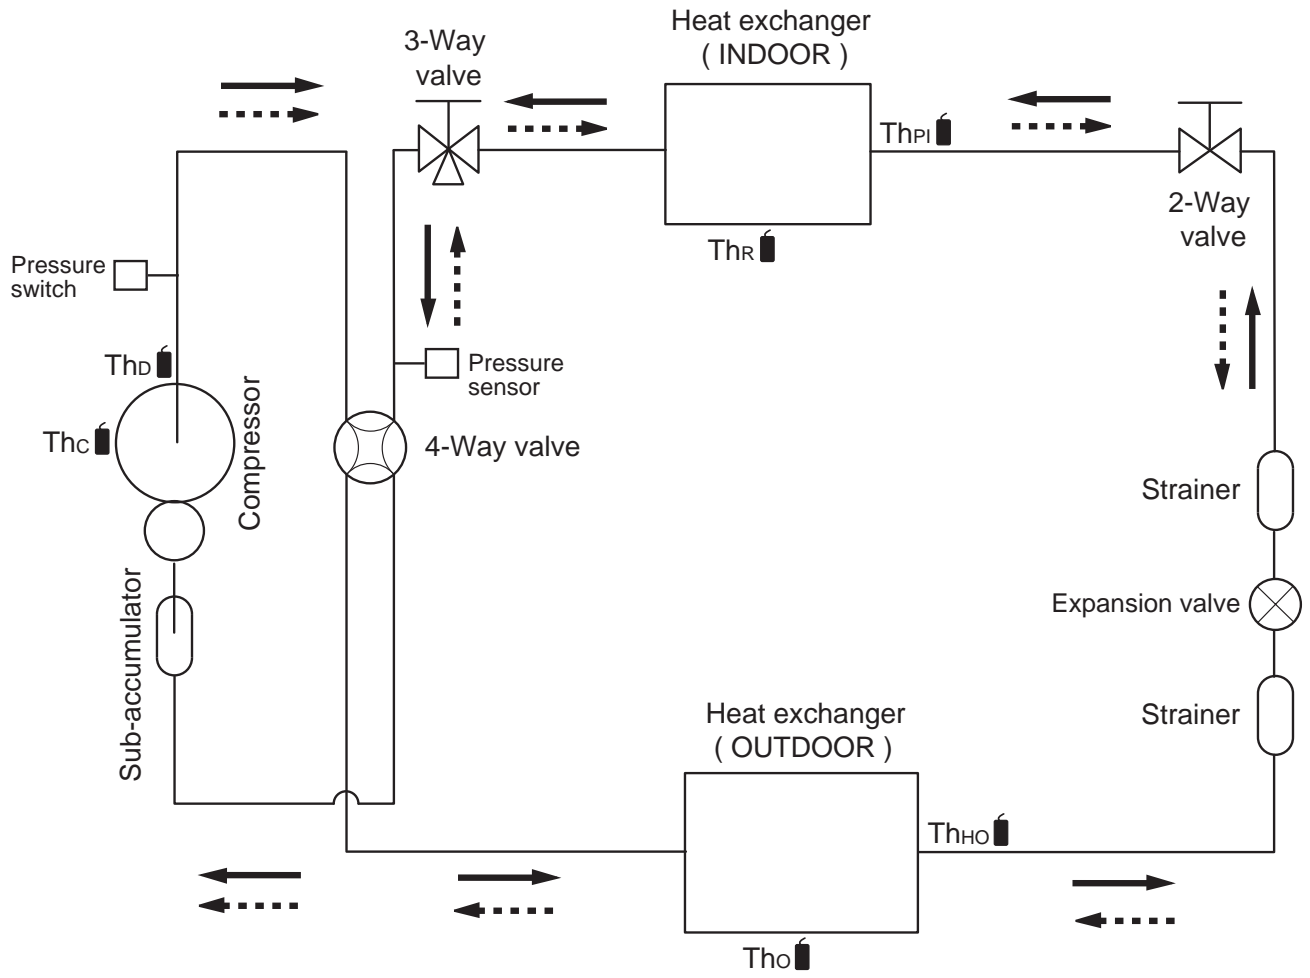 Heat exchanger
( INDOOR )
3-Way
valve
ThPI
2-Way
valve
ThR
Pressure
switch
ThD
Pressure
sensor
ThC
Compressor
4-Way valve
Strainer
Expansion valve
Sub-accumulator
Strainer
Heat exchanger
( OUTDOOR )
ThHO
ThO